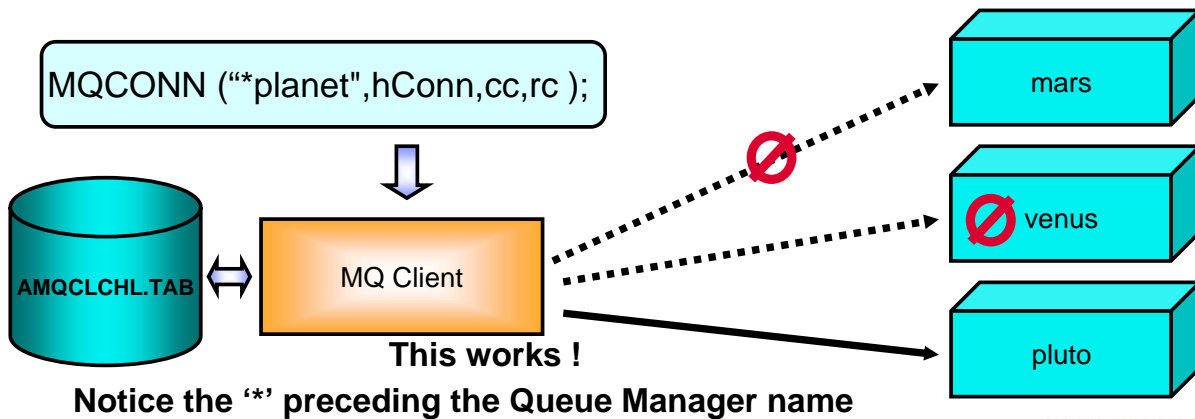 MQCONN (“*planet",hConn,cc,rc );
mars
venus
AMQCLCHL.TAB
MQ Client
pluto
This works !
Notice the ‘*’ preceding the Queue Manager name